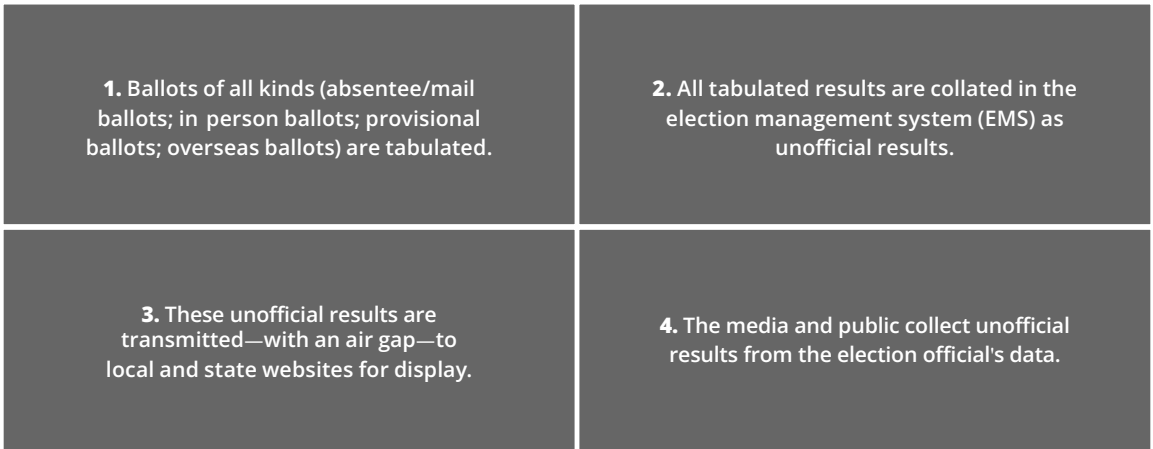 1. Ballots of all kinds (absentee/mail
ballots; in person ballots; provisional
ballots; overseas ballots) are tabulated.
2. All tabulated results are collated in the
election management system (EMS) as
unofficial results.
3. These unofficial results are
transmitted—with an air gap—to
local and state websites for display.
4. The media and public collect unofficial
results from the election official's data.